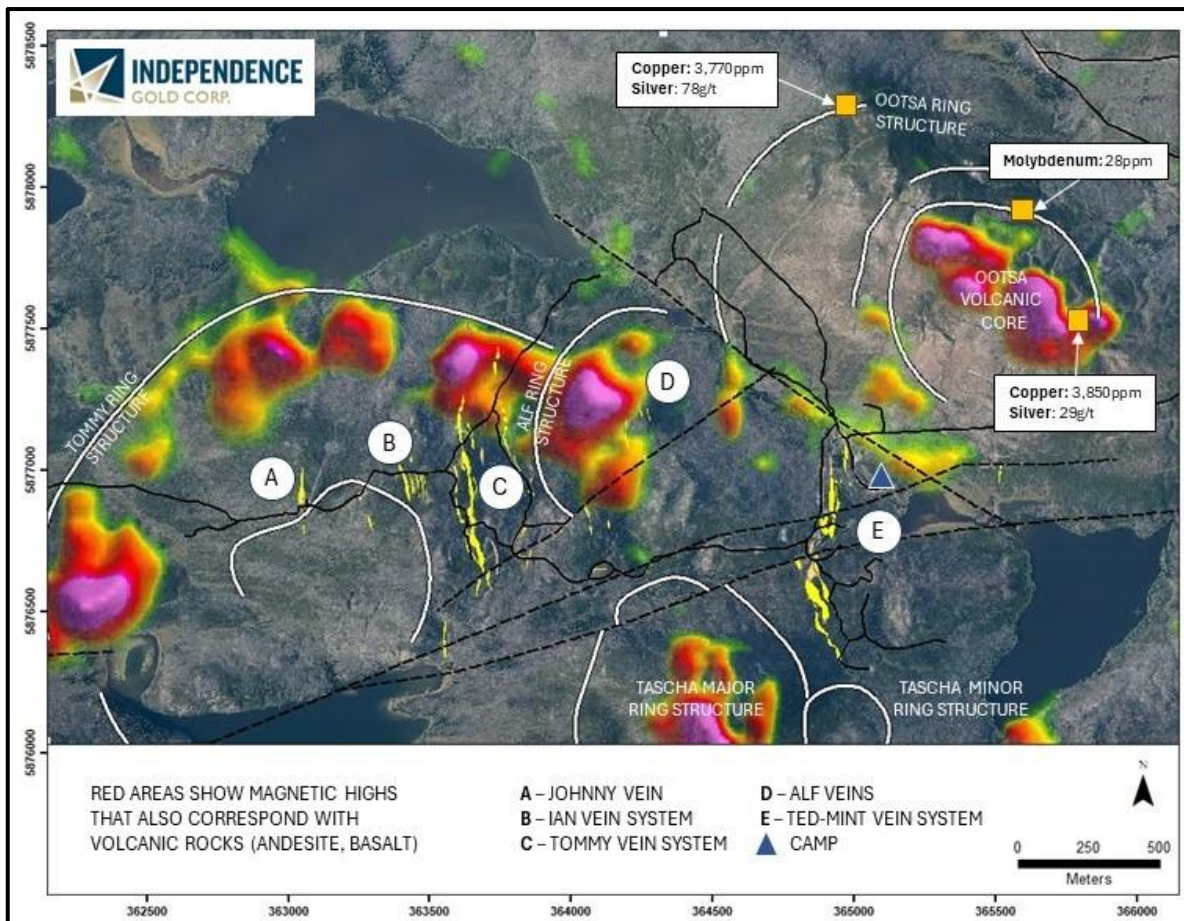 INDEPENDENCE
GOLD CORP.
Copper: 3,770ppm
Silver: 78g/t
OOTSA RING
STRUCTURE
Molybdenum: 28ppm
OOTSA
VOLCANIC
CORE
Copper: 3,850ppm
Silver: 29g/t
TOMMY RING
STRUCTURE
ALF RING
STRUCTURE
A
B
C
D
E
TASCHA MAJOR
RING STRUCTURE
TASCHA MINOR
RING STRUCTURE
5878500
5878000
5877500
5877000
5876500
5876000
RED AREAS SHOW MAGNETIC HIGHS
THAT ALSO CORRESPOND WITH
VOLCANIC ROCKS (ANDESITE, BASALT)
A – JOHNNY VEIN
B – IAN VEIN SYSTEM
C – TOMMY VEIN SYSTEM
D – ALF VEINS
E – TED-MINT VEIN SYSTEM
CAMP
N
0 250 500
Meters
362500 363000 363500 364000 364500 365000 365500 366000